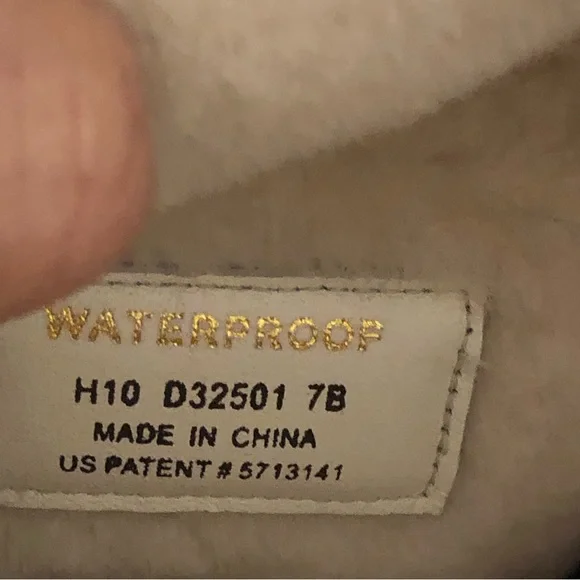 WATERPROOF
H10 D32501 7B
MADE IN CHINA
US PATENT # 5713141